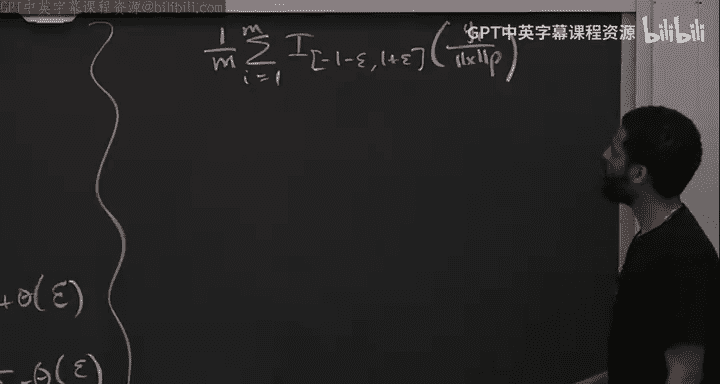 GPT中英字幕课程资源@bilibili.com
GPT中英字幕课程资源 bilibili
1/m ∑_{i=1}^{m} I_{[-1-ε, 1+ε]} (y_i/||x||_p)
+ Θ(ε)
- Θ(ε)